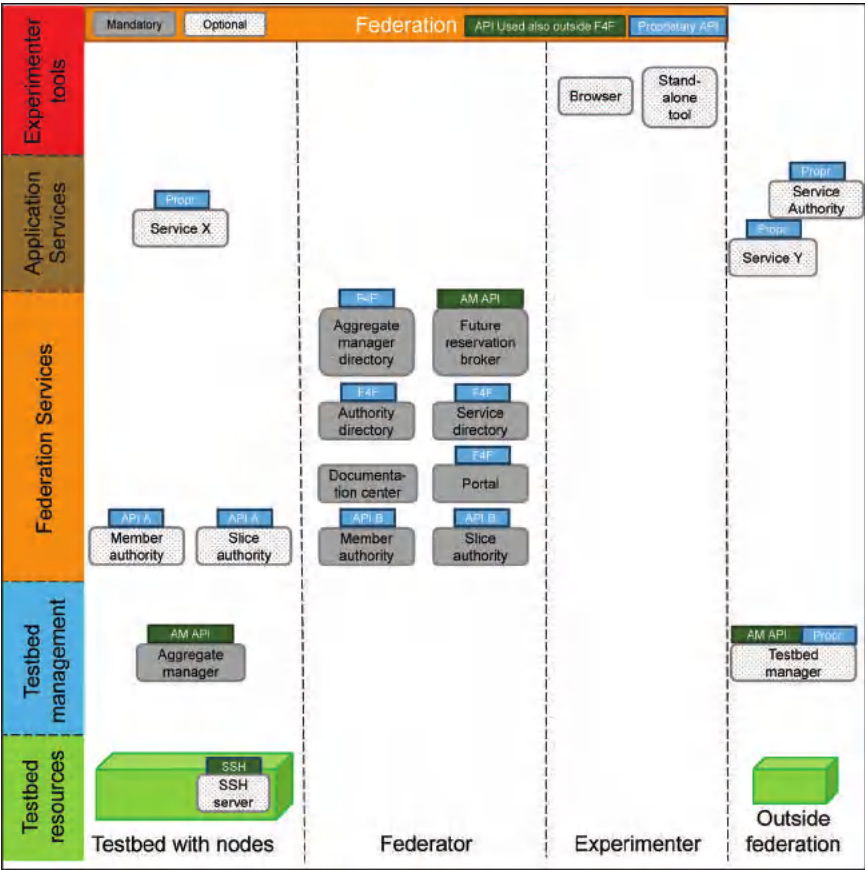 Mandatory
Optional
Federation
API Used also outside F4F
Proprietary API
Experimenter
tools
Browser
Stand-
alone
tool
Application
Services
Propr
Service X
Propr
Service
Authority
Propr
Service Y
Federation Services
F4F
Aggregate
manager
directory
AM API
Future
reservation
broker
F4F
Authority
directory
F4F
Service
directory
Documenta-
tion center
F4F
Portal
API A
Member
authority
API A
Slice
authority
API B
Member
authority
API B
Slice
authority
Testbed
management
AM API
Aggregate
manager
AM API
Propr
Testbed
manager
Testbed
resources
SSH
SSH
server
Testbed with nodes
Federator
Experimenter
Outside
federation